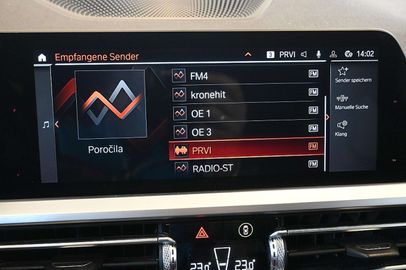 Empfangene Sender
3 PRVI 14:02
FM4 FM
kronehit FM
OE 1 FM
OE 3 FM
PRVI FM
RADIO-ST FM
Poročila
Sender speichern
Manuelle Suche
Klang
23.0 23.0